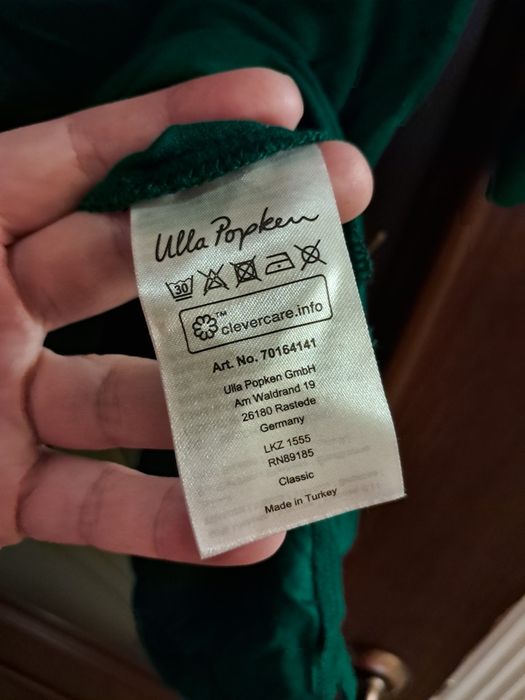 Ulla Popken
30
clevercare.info™
Art. No. 70164141
Ulla Popken GmbH
Am Waldrand 19
26180 Rastede
Germany
LKZ 1555
RN89185
Classic
Made in Turkey